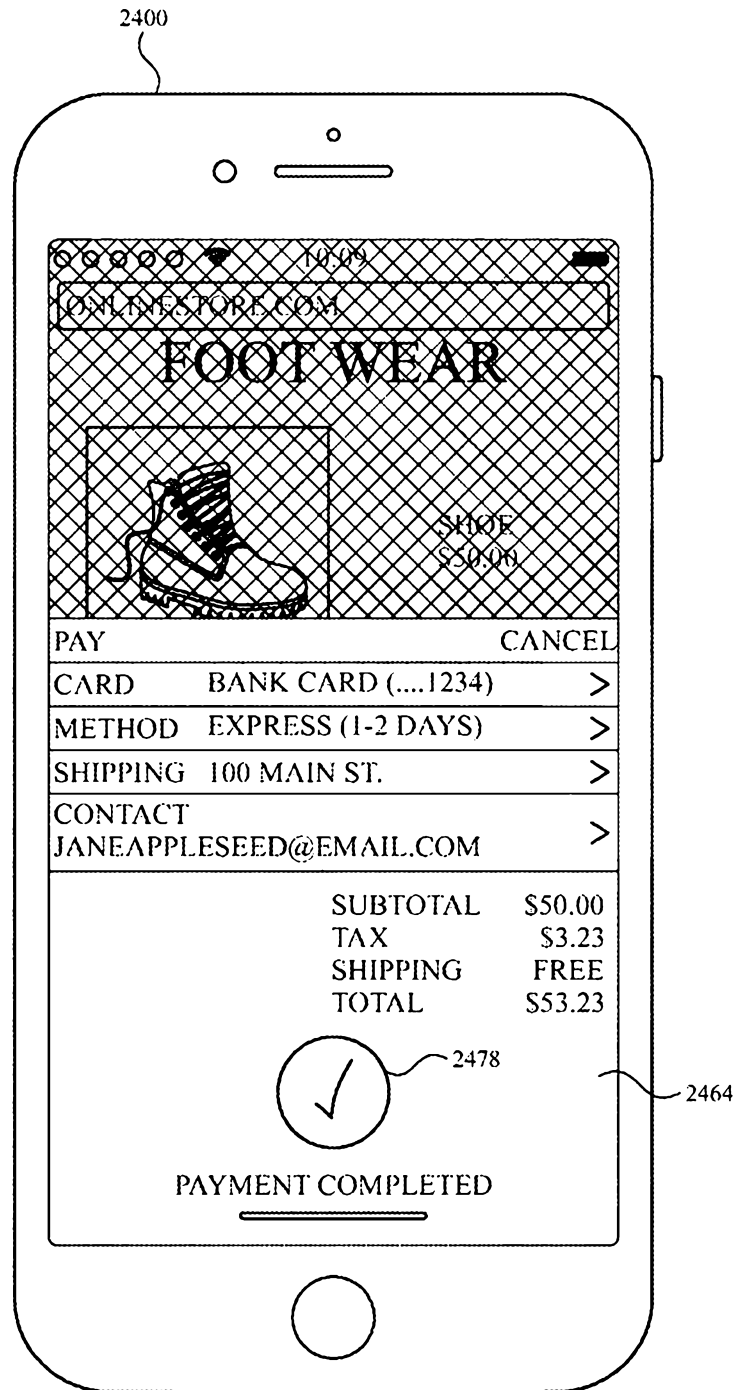 2400
10:09
ONLINESTORE.COM
FOOT WEAR
SHOE
$50.00
PAY CANCEL
CARD BANK CARD (....1234) >
METHOD EXPRESS (1-2 DAYS) >
SHIPPING 100 MAIN ST. >
CONTACT
JANEAPPLESEED@EMAIL.COM >
SUBTOTAL $50.00
TAX $3.23
SHIPPING FREE
TOTAL $53.23
2478
2464
PAYMENT COMPLETED